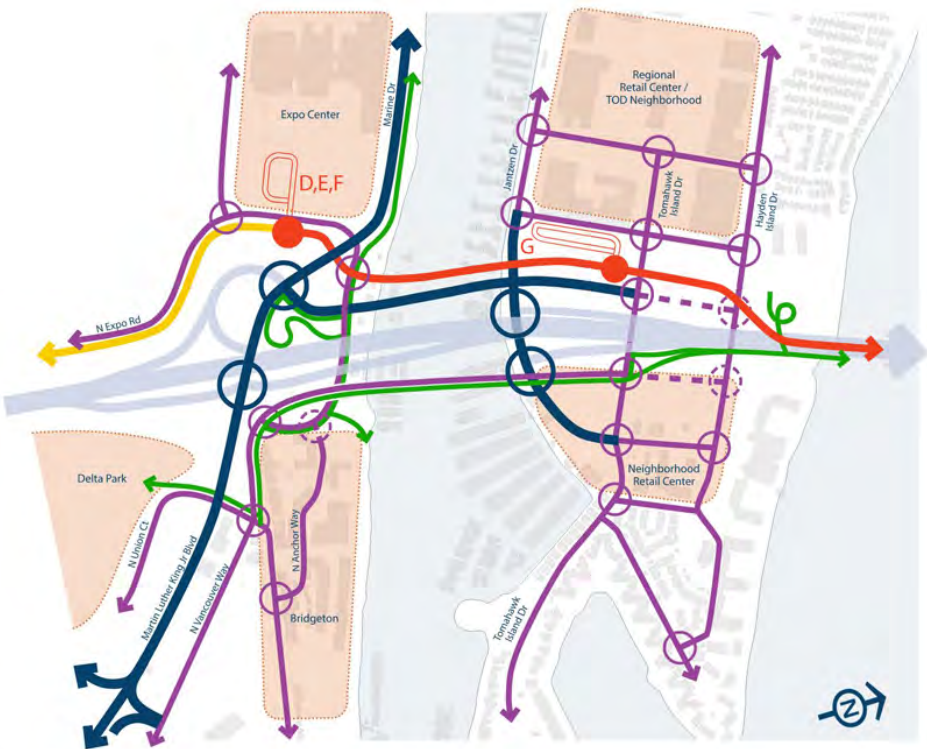 Marine Dr
Expo Center
D,E,F
N Expo Rd
Regional
Retail Center /
TOD Neighborhood
Jantzen Dr
Tomahawk
Island Dr
Hayden
Island Dr
G
Delta Park
N Union Ct
Martin Luther King Jr Blvd
N Vancouver Way
N Anchor Way
Bridgeton
Neighborhood
Retail Center
Tomahawk
Island Dr
N